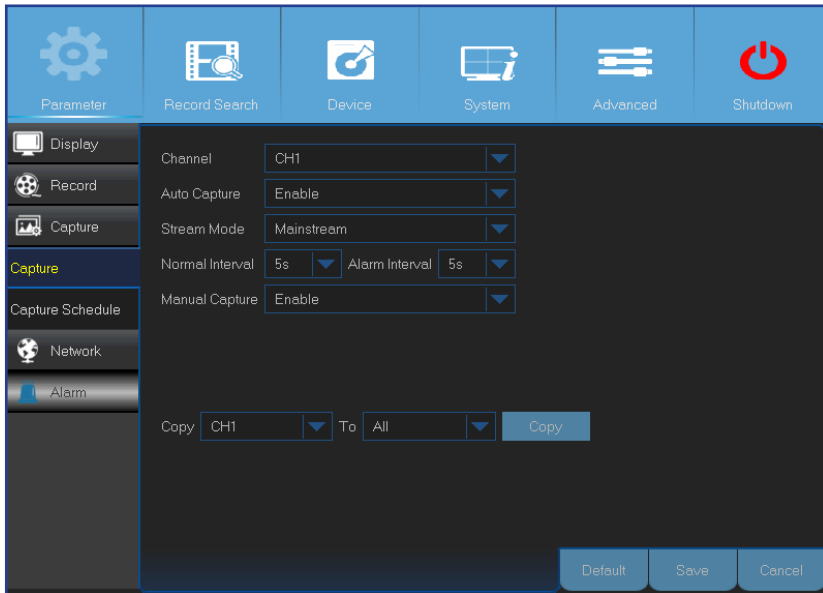 Parameter Record Search Device System Advanced Shutdown
Display
Record
Capture
Capture
Capture Schedule
Network
Alarm
Channel CH1
Auto Capture Enable
Stream Mode Mainstream
Normal Interval 5s Alarm Interval 5s
Manual Capture Enable
Copy CH1 To All Copy
Default Save Cancel